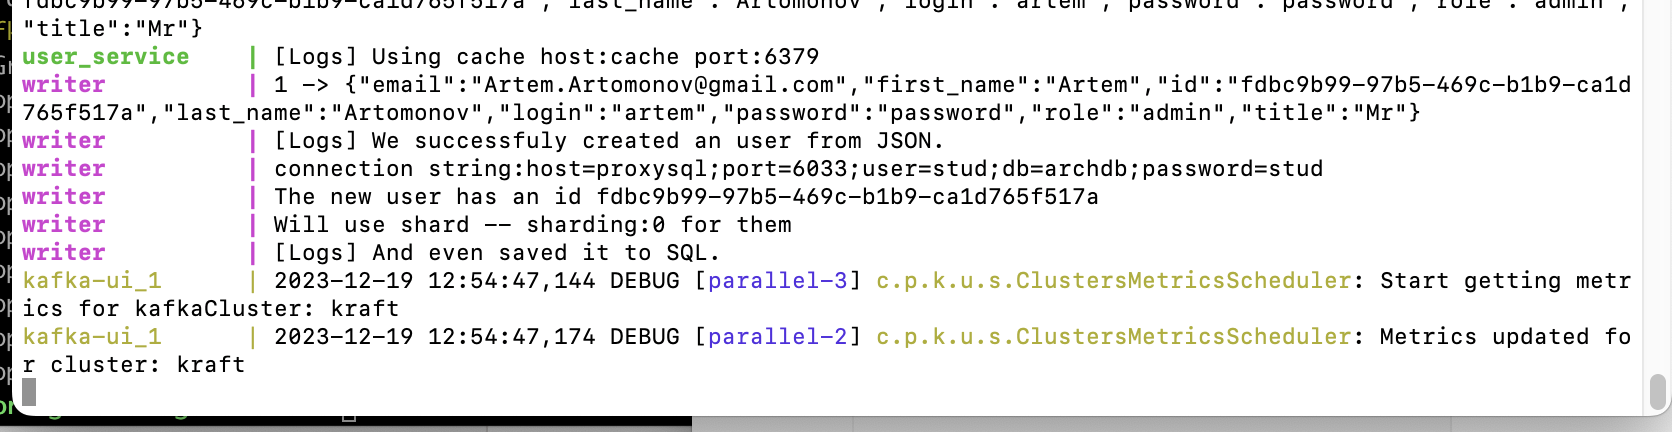 fdbc9b99-97b5-469c-b1b9-ca1d765f517a","last_name":"Artomonov","login":"artem","password":"password","role":"admin",
"title":"Mr"}
user_service | [Logs] Using cache host:cache port:6379
writer | 1 -> {"email":"Artem.Artomonov@gmail.com","first_name":"Artem","id":"fdbc9b99-97b5-469c-b1b9-ca1d
765f517a","last_name":"Artomonov","login":"artem","password":"password","role":"admin","title":"Mr"}
writer | [Logs] We successfuly created an user from JSON.
writer | connection string:host=proxysql;port=6033;user=stud;db=archdb;password=stud
writer | The new user has an id fdbc9b99-97b5-469c-b1b9-ca1d765f517a
writer | Will use shard -- sharding:0 for them
writer | [Logs] And even saved it to SQL.
kafka-ui_1 | 2023-12-19 12:54:47,144 DEBUG [parallel-3] c.p.k.u.s.ClustersMetricsScheduler: Start getting metr
ics for kafkaCluster: kraft
kafka-ui_1 | 2023-12-19 12:54:47,174 DEBUG [parallel-2] c.p.k.u.s.ClustersMetricsScheduler: Metrics updated fo
r cluster: kraft